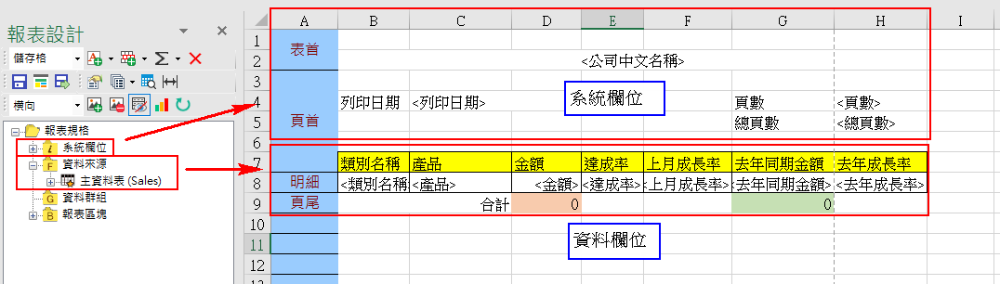 報表設計
儲存格
橫向
報表規格
系統欄位
資料來源
主資料表 (Sales)
資料群組
報表區塊
A B C D E F G H I J
1
表首
2 <公司中文名稱>
3
系統欄位
4 列印日期 <列印日期> 頁數 <頁數>
5 頁首 總頁數 <總頁數>
6
7 類別名稱 產品 金額 達成率 上月成長率 去年同期金額 去年成長率
8 明細 <類別名稱 <產品> <金額> <達成率> <上月成長率> <去年同期金額> <去年成長率>
9 頁尾 合計 0 0
10
11 資料欄位
12